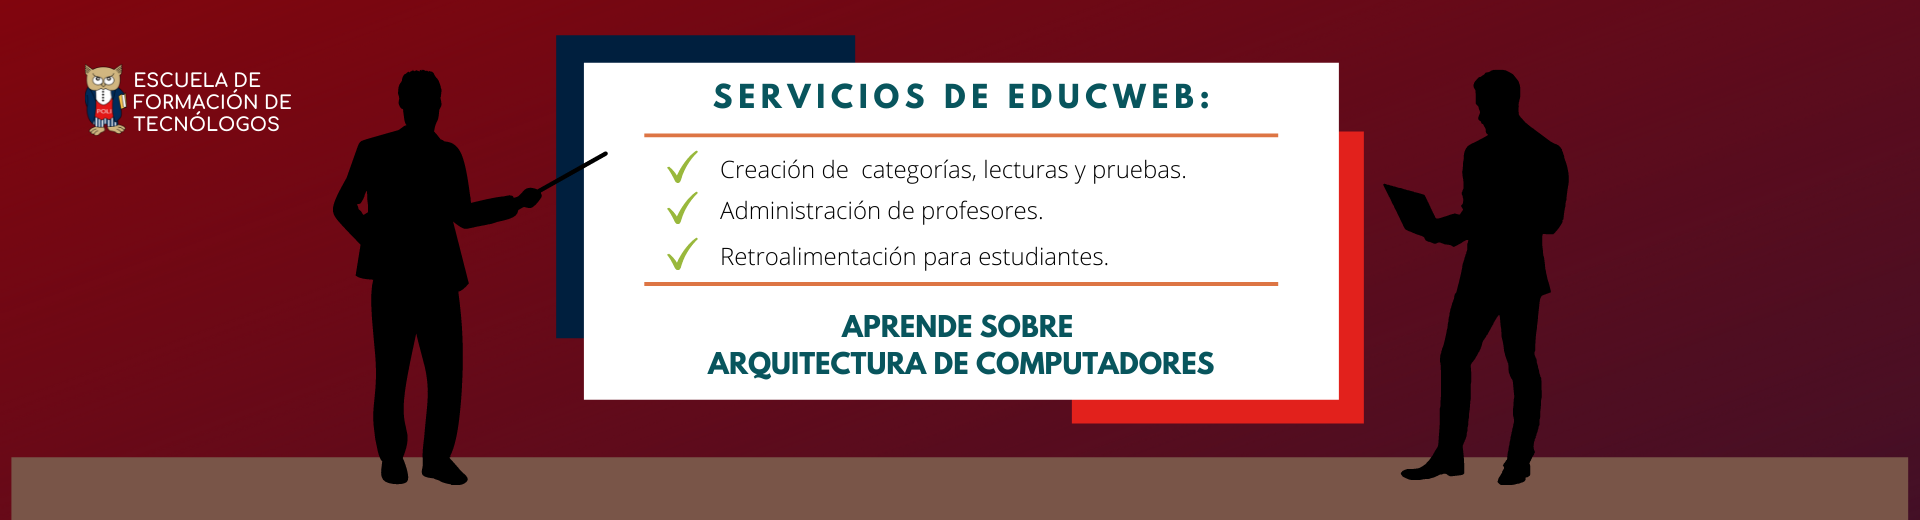 ESCUELA DE
FORMACIÓN DE
TECNÓLOGOS
POLI
SERVICIOS DE EDUCWEB:
Creación de  categorías, lecturas y pruebas.
Administración de profesores.
Retroalimentación para estudiantes.
APRENDE SOBRE
ARQUITECTURA DE COMPUTADORES